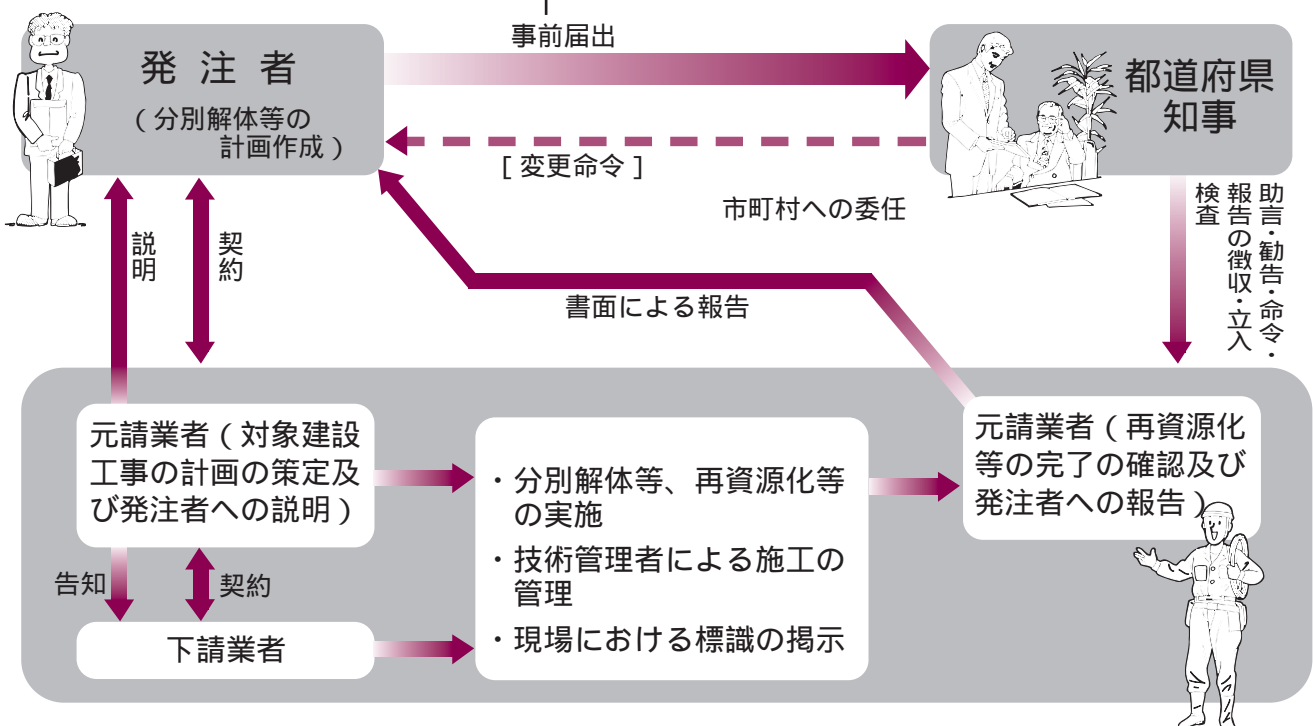 事前届出
発注者
（分別解体等の
計画作成）
都道府県
知事
［変更命令］
市町村への委任
助言・勧告・命令・
報告の徴収・立入
検査
説明
契約
書面による報告
元請業者（対象建設
工事の計画の策定及
び発注者への説明）
・分別解体等、再資源化等
の実施
・技術管理者による施工の
管理
・現場における標識の掲示
元請業者（再資源化
等の完了の確認及び
発注者への報告）
告知
契約
下請業者